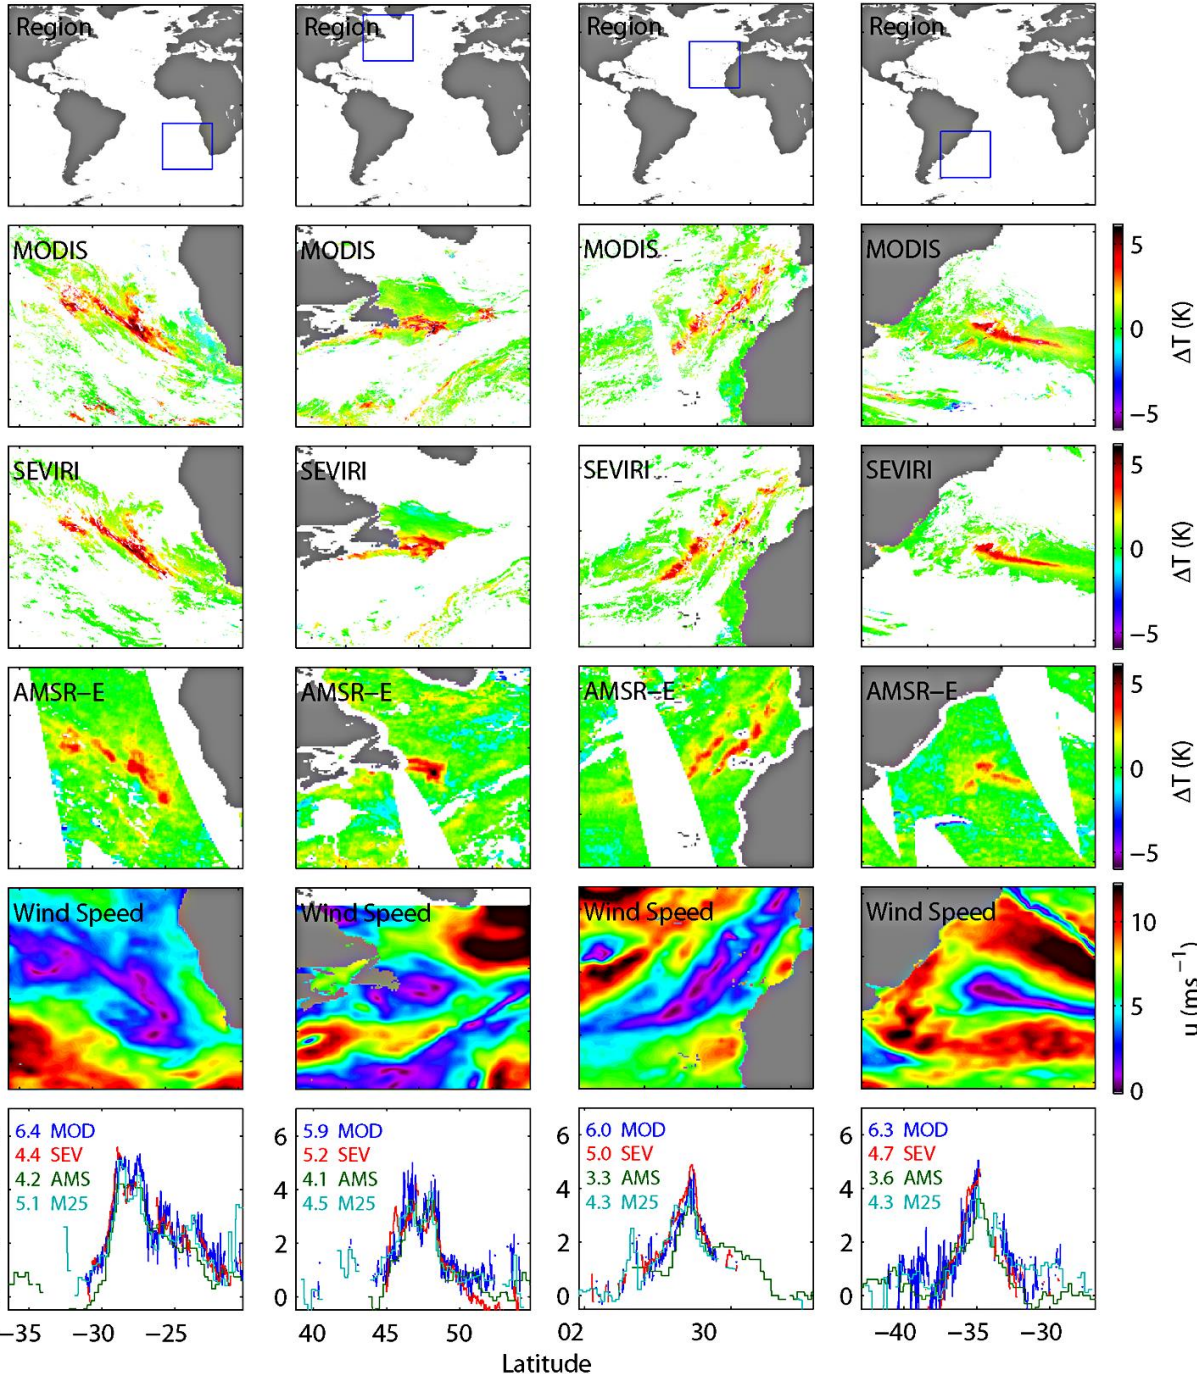 Region Region Region Region
MODIS MODIS MODIS MODIS
5
0
−5
ΔT (K)
SEVIRI SEVIRI SEVIRI SEVIRI
5
0
−5
ΔT (K)
AMSR−E AMSR−E AMSR−E AMSR−E
5
0
−5
ΔT (K)
Wind Speed Wind Speed Wind Speed Wind Speed
10
5
0
u (ms⁻¹)
6.4 MOD
4.4 SEV
4.2 AMS
5.1 M25
6
4
2
0
5.9 MOD
5.2 SEV
4.1 AMS
4.5 M25
6
4
2
0
6.0 MOD
5.0 SEV
3.3 AMS
4.3 M25
6
4
2
0
6.3 MOD
4.7 SEV
3.6 AMS
4.3 M25
−35 −30 −25 40 45 50 02 30 −40 −35 −30
Latitude